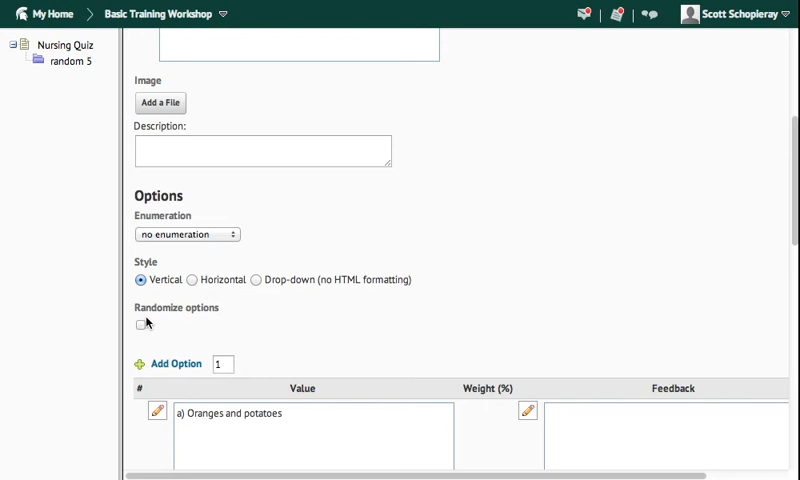 My Home
Basic Training Workshop
Scott Schopleray
Nursing Quiz
random 5
Image
Add a File
Description:
Options
Enumeration
no enumeration
Style
Vertical Horizontal Drop-down (no HTML formatting)
Randomize options
Add Option 1
# Value Weight (%) Feedback
a) Oranges and potatoes